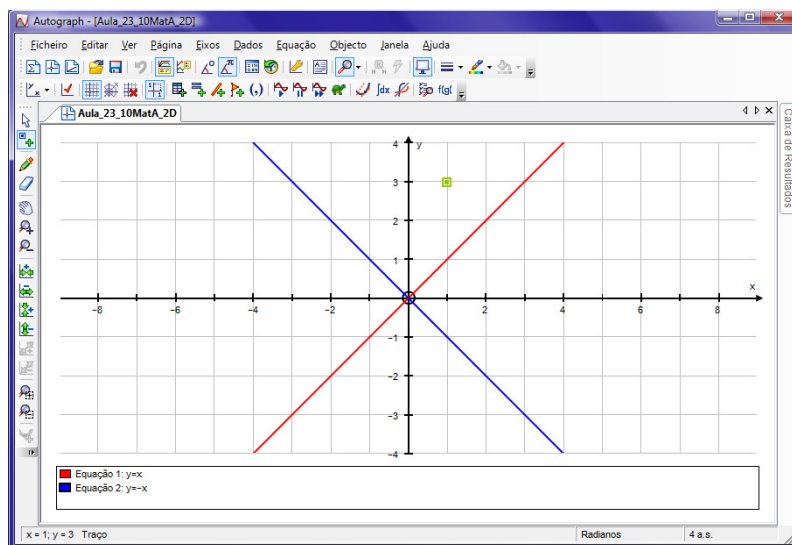 Autograph - [Aula_23_10MatA_2D]
Ficheiro Editar Ver Página Eixos Dados Equação Objecto Janela Ajuda
∫dx f(g(
Aula_23_10MatA_2D
Caixa de Resultados
y
4
3
2
1
x
−8 −6 −4 −2 2 4 6 8
−1
−2
−3
−4
Equação 1: y=x
Equação 2: y=−x
x = 1; y = 3 Traço Radianos 4 a.s.